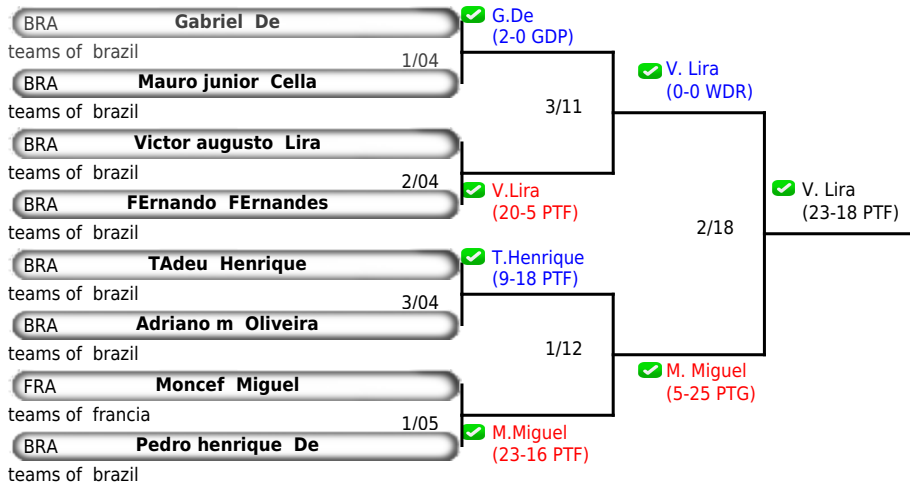 BRA Gabriel De
teams of brazil
1/04
BRA Mauro junior Cella
teams of brazil
BRA Victor augusto Lira
teams of brazil
2/04
BRA FErnando FErnandes
teams of brazil
BRA TAdeu Henrique
teams of brazil
3/04
BRA Adriano m Oliveira
teams of brazil
FRA Moncef Miguel
teams of francia
1/05
BRA Pedro henrique De
teams of brazil
G.De
(2-0 GDP)
3/11
V.Lira
(20-5 PTF)
T.Henrique
(9-18 PTF)
1/12
M.Miguel
(23-16 PTF)
V. Lira
(0-0 WDR)
2/18
M. Miguel
(5-25 PTG)
V. Lira
(23-18 PTF)